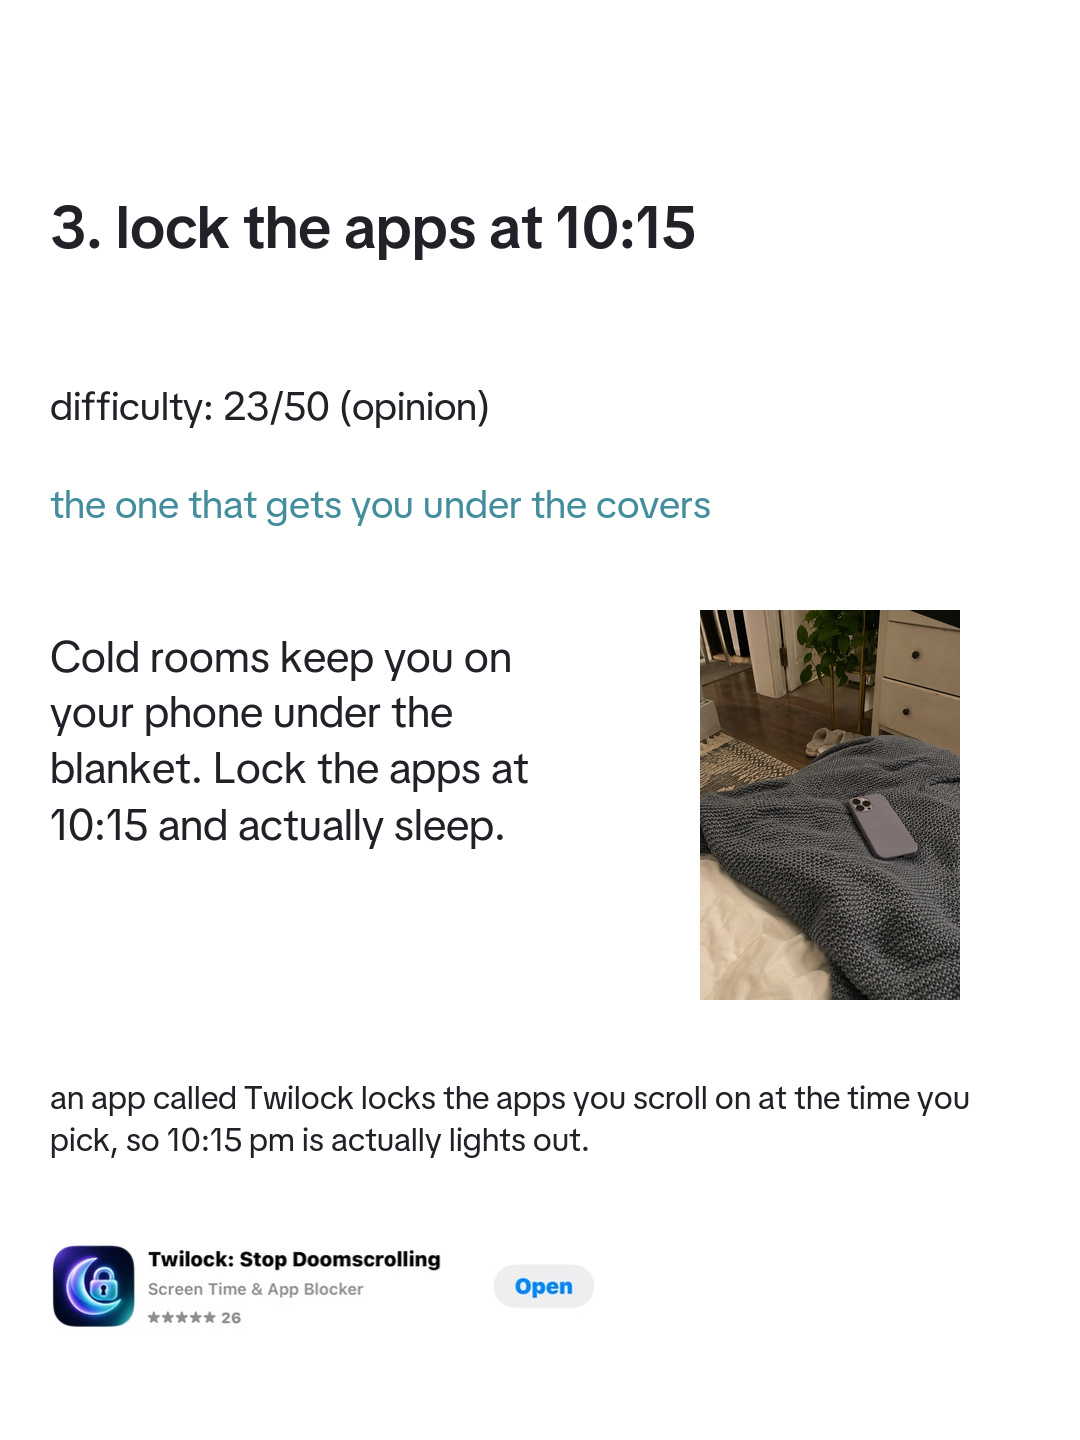 3. lock the apps at 10:15
difficulty: 23/50 (opinion)
the one that gets you under the covers
Cold rooms keep you on
your phone under the
blanket. Lock the apps at
10:15 and actually sleep.
an app called Twilock locks the apps you scroll on at the time you
pick, so 10:15 pm is actually lights out.
Twilock: Stop Doomscrolling
Screen Time & App Blocker
★★★★★ 26
Open